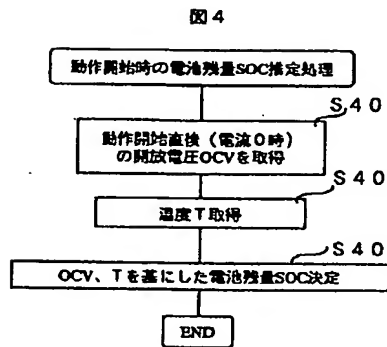 図4
動作開始時の電池残量SOC推定処理
S40
動作開始直後（電流0時）
の開放電圧OCVを取得
S40
温度T取得
S40
OCV、Tを基にした電池残量SOC決定
END